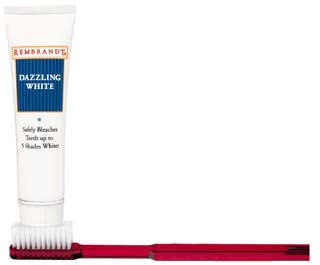 REMBRANDT
DAZZLING
WHITE
Safely Bleaches
Teeth up to
5 Shades Whiter